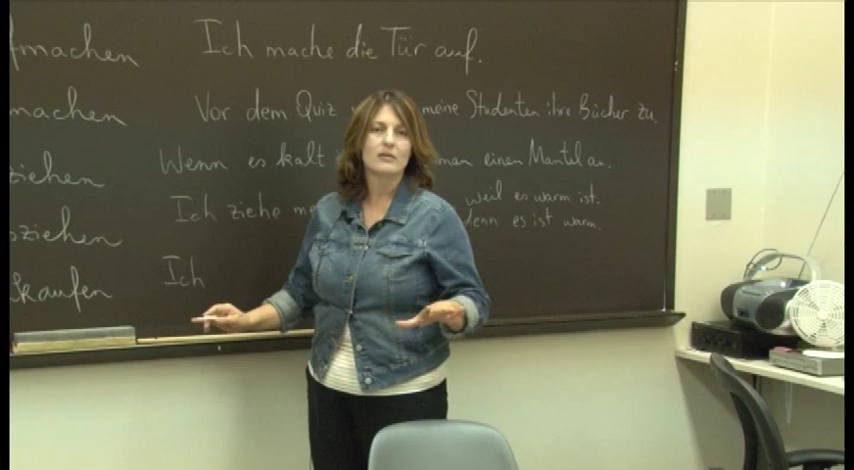 fmachen Ich mache die Tür auf.
machen Vor dem Quiz meine Studenten ihre Bücher zu.
ziehen Wenn es kalt man einen Mantel an.
Ich ziehe weil es warm ist.
ziehen denn es ist warm.
kaufen Ich